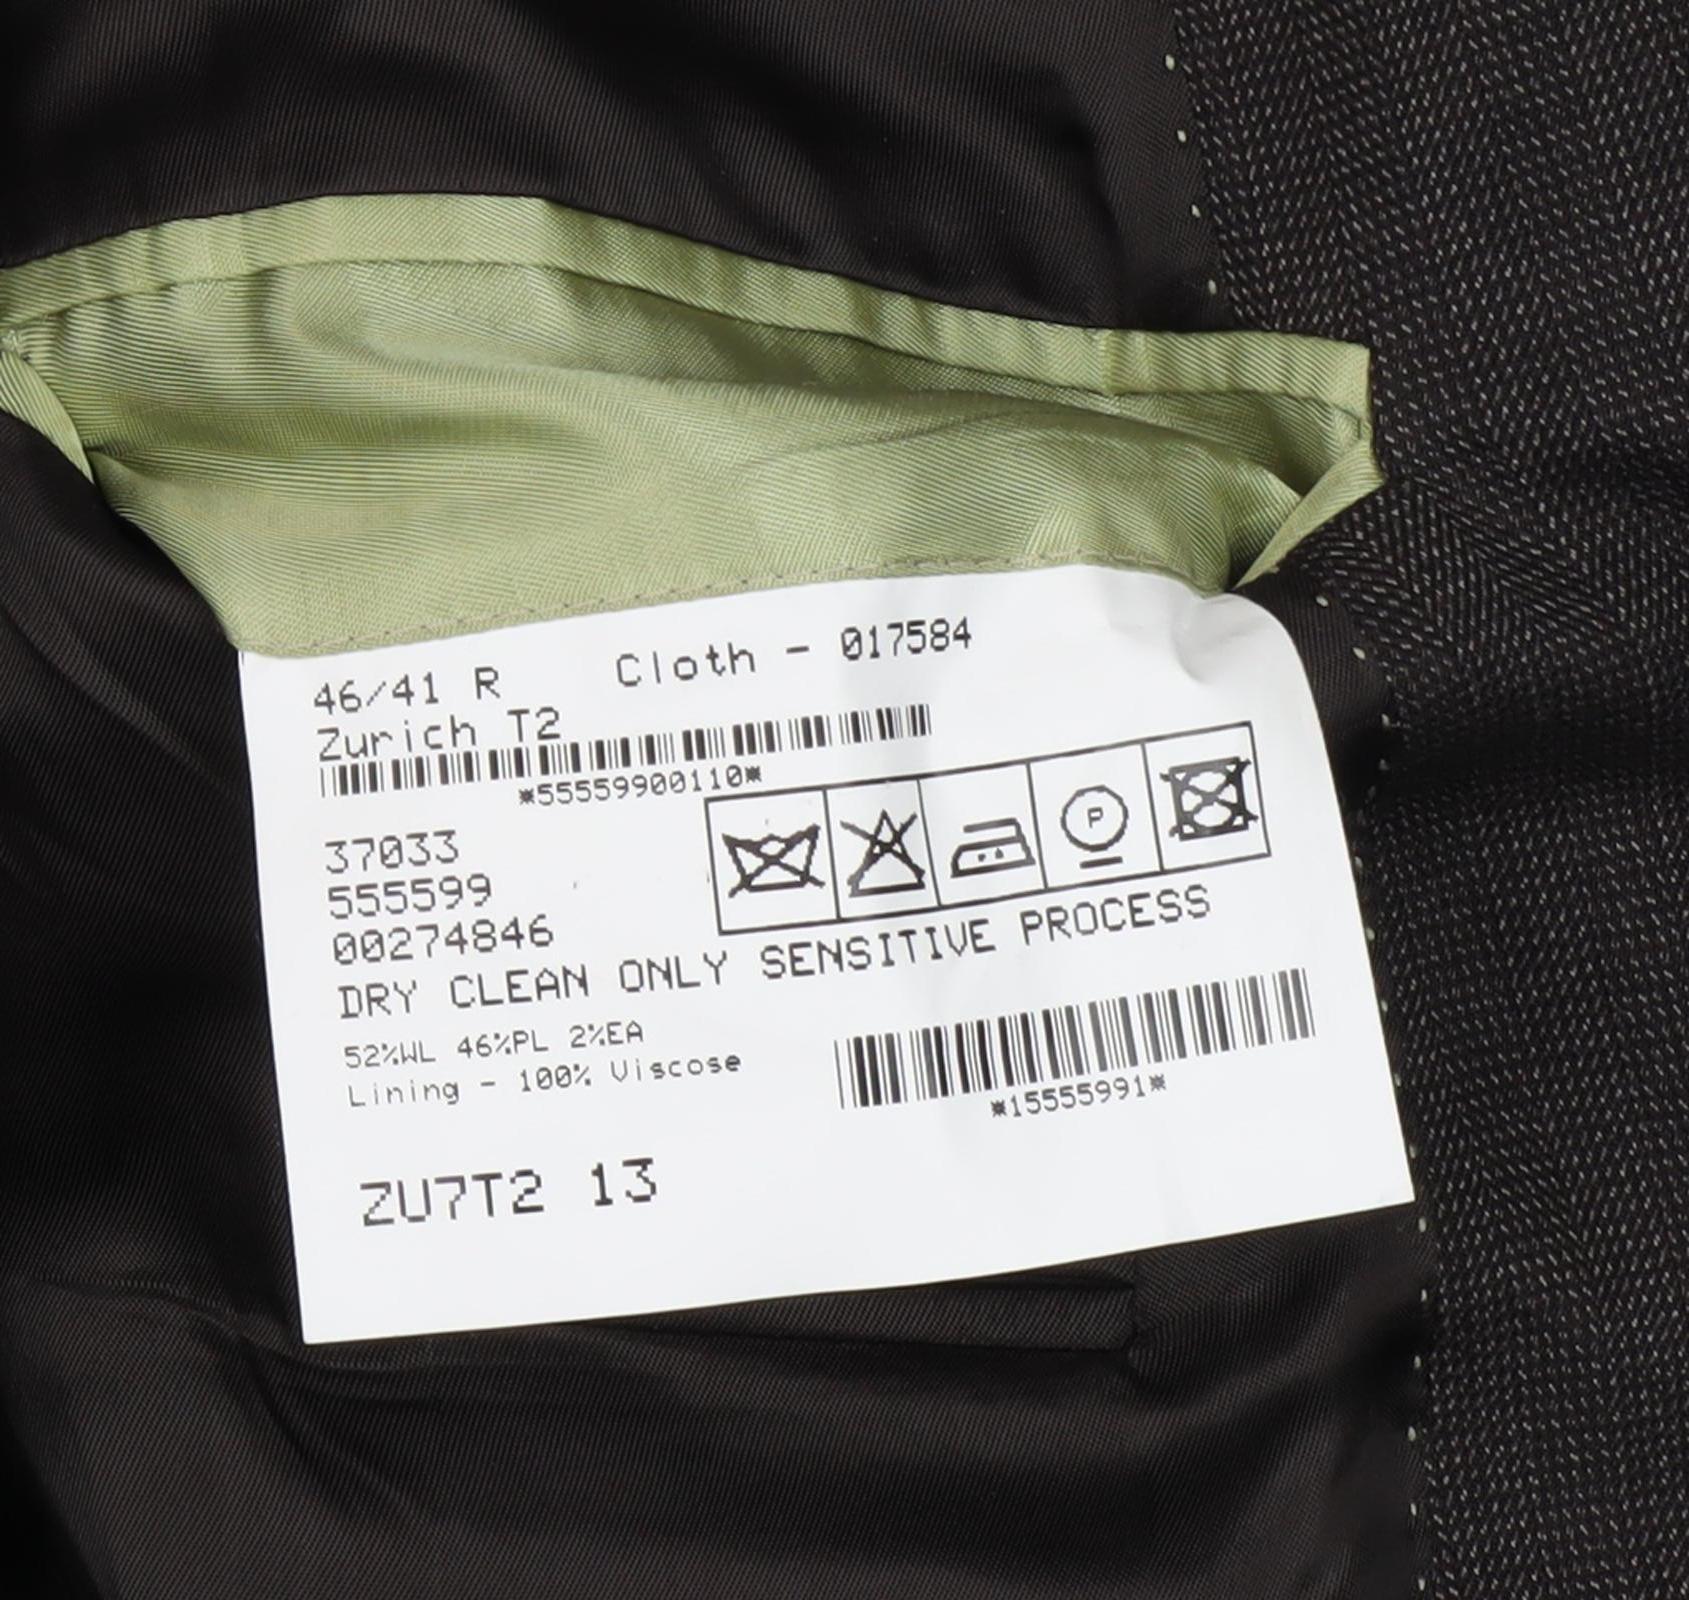 46/41 R Cloth - 017584
Zurich T2
*55559900110*
37033
555599
00274846
P
DRY CLEAN ONLY SENSITIVE PROCESS
52%WL 46%PL 2%EA
Lining - 100% Viscose
*15555991*
ZU7T2 13